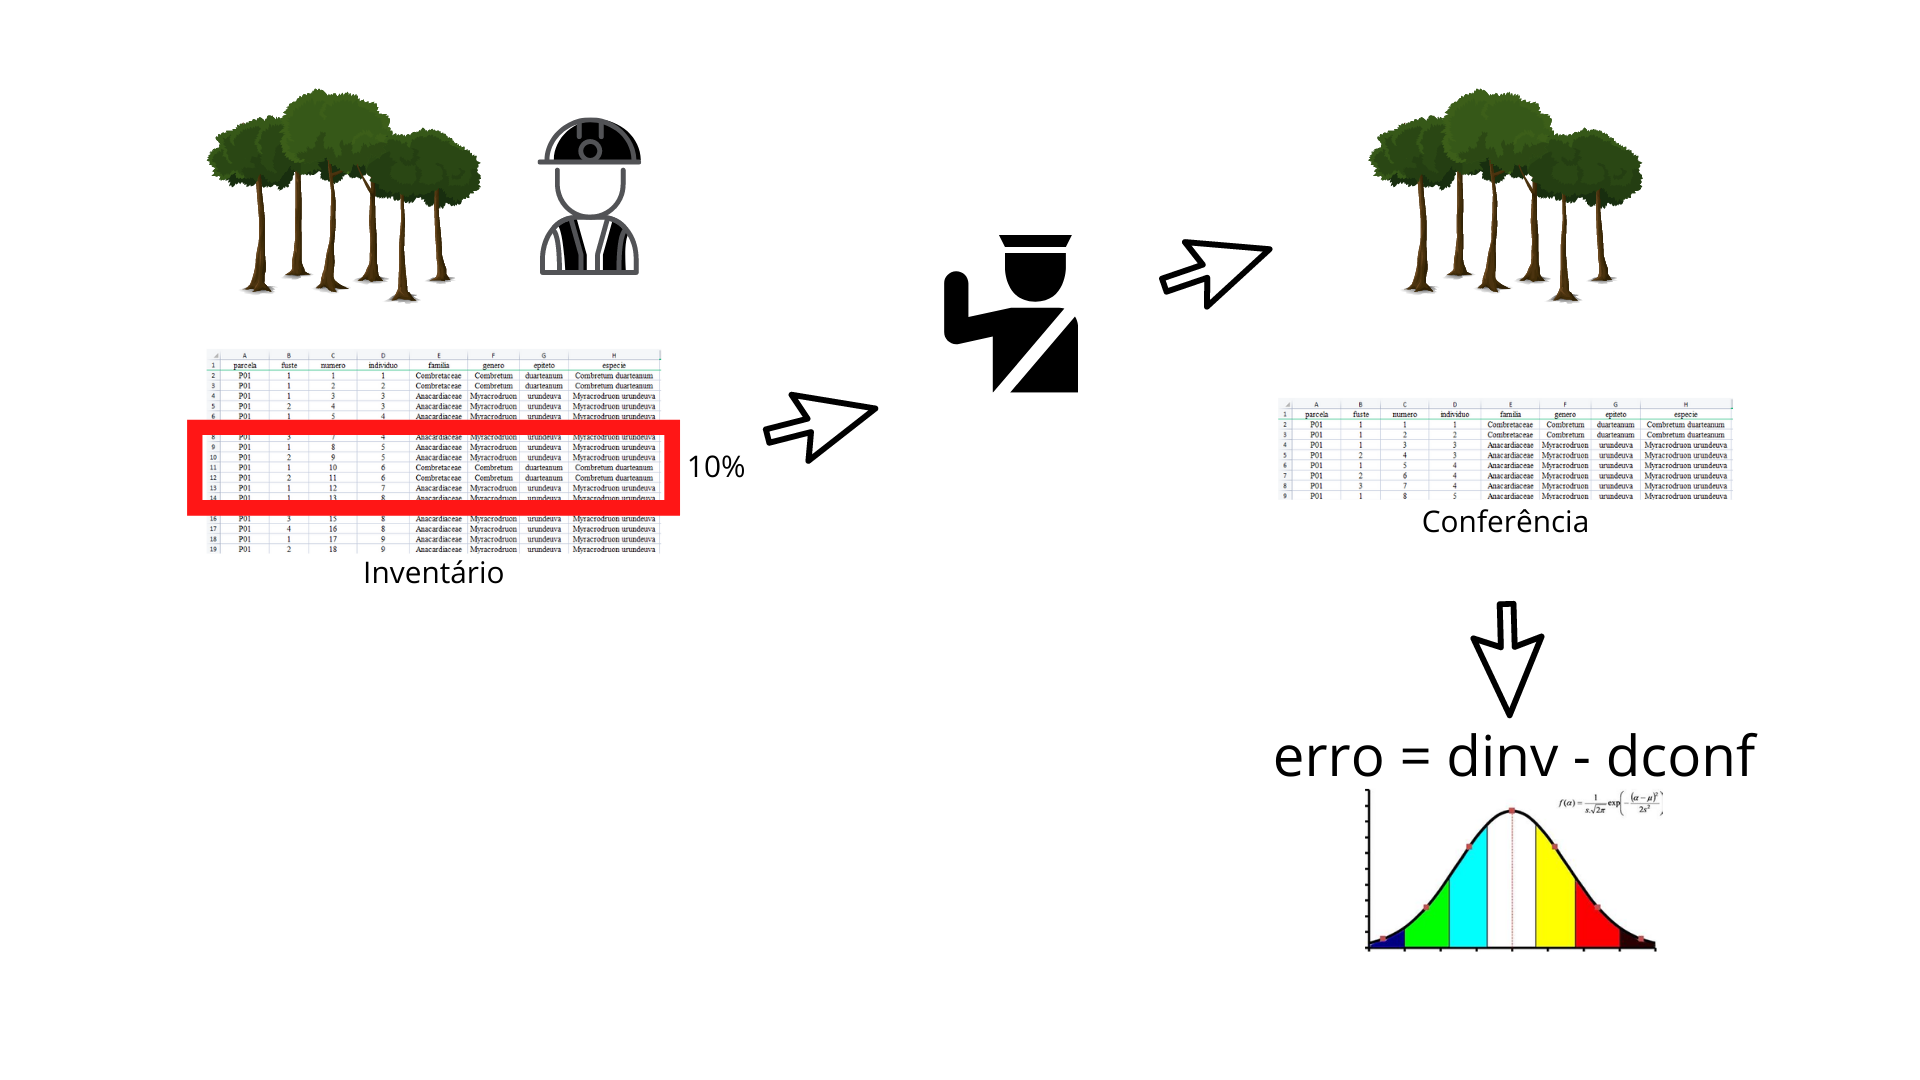 A B C D E F G H
1 parcela fuste numero individuo familia genero epiteto especie
2 P01 1 1 1 Combretaceae Combretum duarteanum Combretum duarteanum
3 P01 1 2 2 Combretaceae Combretum duarteanum Combretum duarteanum
4 P01 1 3 3 Anacardiaceae Myracrodruon urundeuva Myracrodruon urundeuva
5 P01 2 4 3 Anacardiaceae Myracrodruon urundeuva Myracrodruon urundeuva
6 P01 1 5 4 Anacardiaceae Myracrodruon urundeuva Myracrodruon urundeuva
8 P01 3 7 4 Anacardiaceae Myracrodruon urundeuva Myracrodruon urundeuva
9 P01 1 8 5 Anacardiaceae Myracrodruon urundeuva Myracrodruon urundeuva
10 P01 2 9 5 Anacardiaceae Myracrodruon urundeuva Myracrodruon urundeuva
11 P01 1 10 6 Combretaceae Combretum duarteanum Combretum duarteanum
12 P01 2 11 6 Combretaceae Combretum duarteanum Combretum duarteanum
13 P01 1 12 7 Anacardiaceae Myracrodruon urundeuva Myracrodruon urundeuva
14 P01 1 13 8 Anacardiaceae Myracrodruon urundeuva Myracrodruon urundeuva
16 P01 3 15 8 Anacardiaceae Myracrodruon urundeuva Myracrodruon urundeuva
17 P01 4 16 8 Anacardiaceae Myracrodruon urundeuva Myracrodruon urundeuva
18 P01 1 17 9 Anacardiaceae Myracrodruon urundeuva Myracrodruon urundeuva
19 P01 2 18 9 Anacardiaceae Myracrodruon urundeuva Myracrodruon urundeuva
10%
Inventário
A B C D E F G H
1 parcela fuste numero individuo familia genero epiteto especie
2 P01 1 1 1 Combretaceae Combretum duarteanum Combretum duarteanum
3 P01 1 2 2 Combretaceae Combretum duarteanum Combretum duarteanum
4 P01 1 3 3 Anacardiaceae Myracrodruon urundeuva Myracrodruon urundeuva
5 P01 2 4 3 Anacardiaceae Myracrodruon urundeuva Myracrodruon urundeuva
6 P01 1 5 4 Anacardiaceae Myracrodruon urundeuva Myracrodruon urundeuva
7 P01 2 6 4 Anacardiaceae Myracrodruon urundeuva Myracrodruon urundeuva
8 P01 3 7 4 Anacardiaceae Myracrodruon urundeuva Myracrodruon urundeuva
9 P01 1 8 5 Anacardiaceae Myracrodruon urundeuva Myracrodruon urundeuva
Conferência
erro = dinv - dconf
f(α) = 1/(s.√2π) exp(-(α-μ)²/2s²)